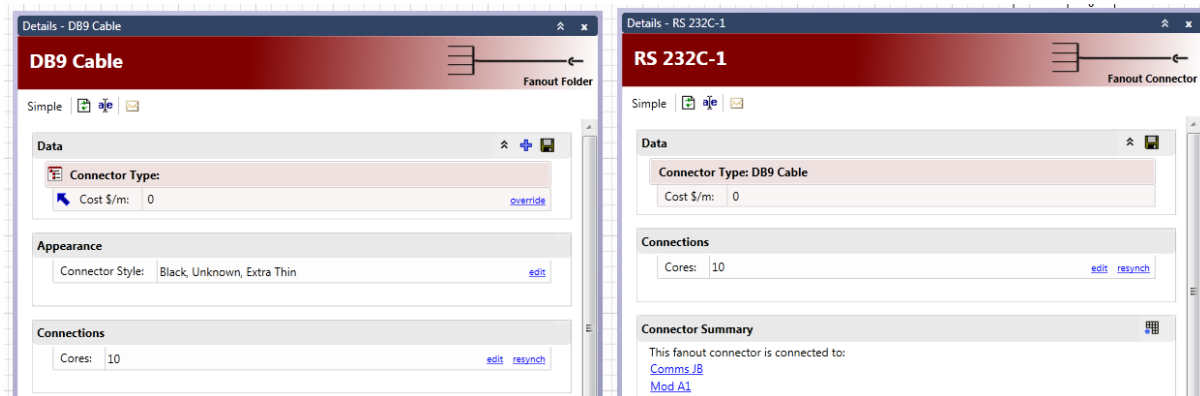 Details - DB9 Cable
DB9 Cable
Fanout Folder
Simple
a|e
Data
Connector Type:
Cost $/m: 0 override
Appearance
Connector Style: Black, Unknown, Extra Thin edit
Connections
Cores: 10 edit resynch
Details - RS 232C-1
RS 232C-1
Fanout Connector
Simple
a|e
Data
Connector Type: DB9 Cable
Cost $/m: 0
Connections
Cores: 10 edit resynch
Connector Summary
This fanout connector is connected to:
Comms JB
Mod A1